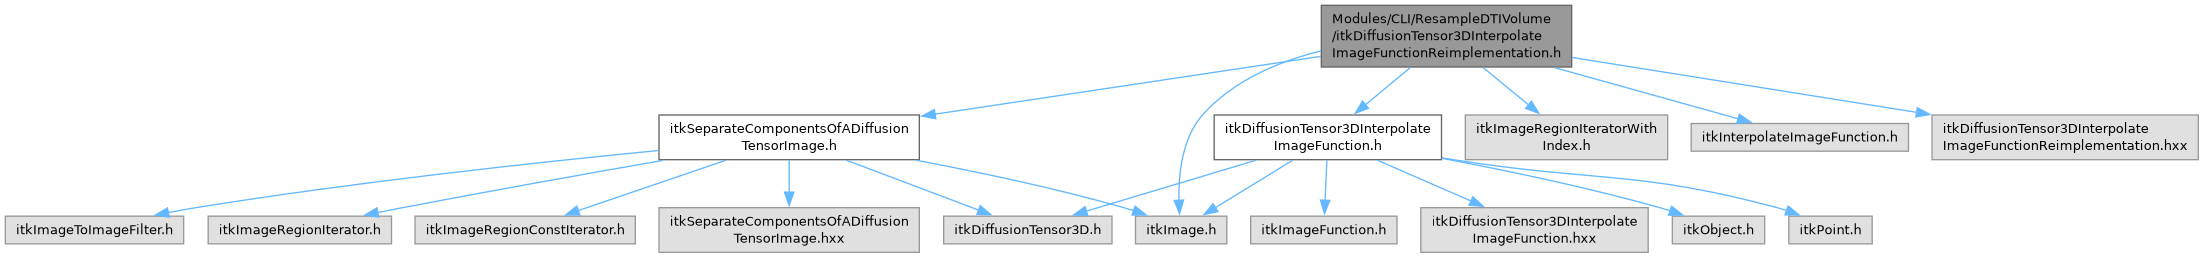 Modules/CLI/ResampleDTIVolume
/itkDiffusionTensor3DInterpolate
ImageFunctionReimplementation.h
itkSeparateComponentsOfADiffusion
TensorImage.h
itkDiffusionTensor3DInterpolate
ImageFunction.h
itkImageRegionIteratorWith
Index.h
itkInterpolateImageFunction.h
itkDiffusionTensor3DInterpolate
ImageFunctionReimplementation.hxx
itkImageToImageFilter.h
itkImageRegionIterator.h
itkImageRegionConstIterator.h
itkSeparateComponentsOfADiffusion
TensorImage.hxx
itkDiffusionTensor3D.h
itkImage.h
itkImageFunction.h
itkDiffusionTensor3DInterpolate
ImageFunction.hxx
itkObject.h
itkPoint.h